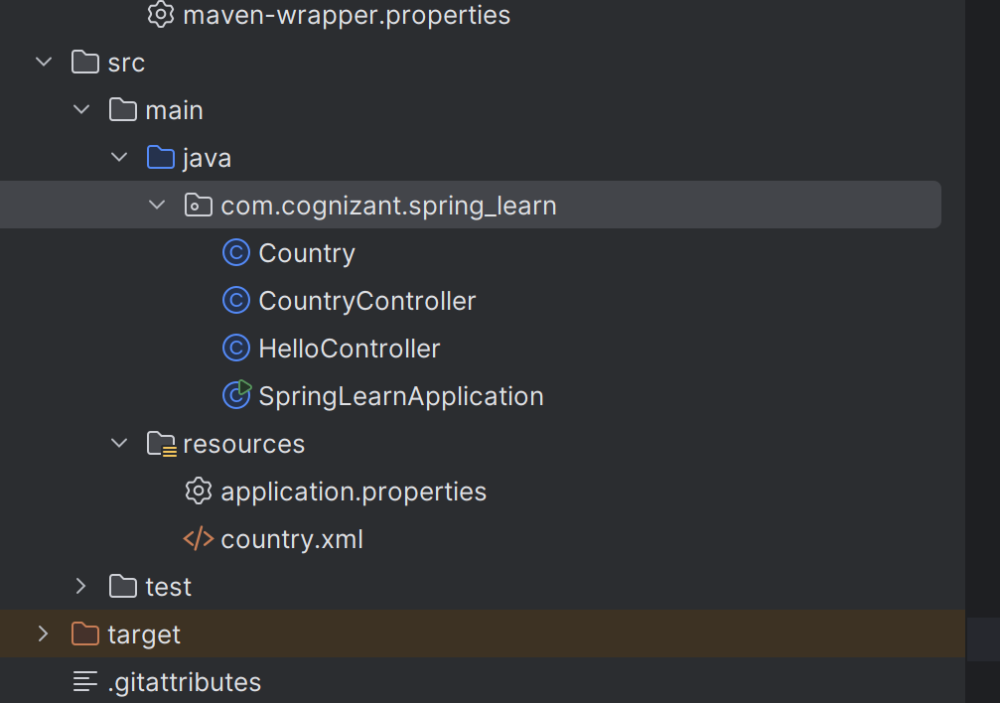 maven-wrapper.properties
src
main
java
com.cognizant.spring_learn
Country
CountryController
HelloController
SpringLearnApplication
resources
application.properties
country.xml
test
target
.gitattributes